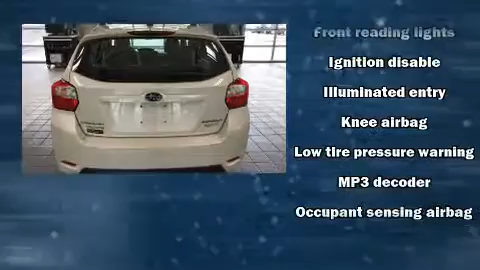 Front reading lights
Ignition disable
Illuminated entry
Knee airbag
Low tire pressure warning
MP3 decoder
Occupant sensing airbag